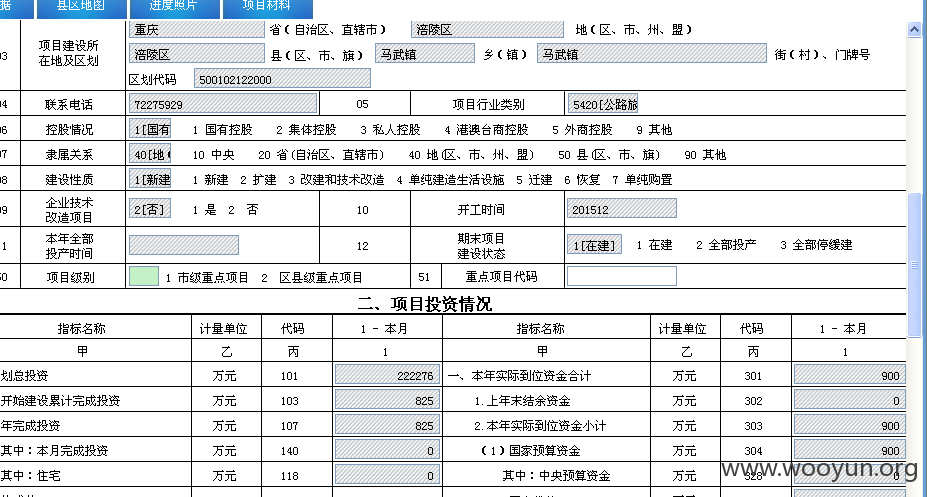 据 县区地图 进度照片 项目材料
03 项目建设所在地及区划 重庆 省（自治区、直辖市） 涪陵区 地（区、市、州、盟）
涪陵区 县（区、市、旗） 马武镇 乡（镇） 马武镇 街（村）、门牌号
区划代码 500102122000
04 联系电话 72275929 05 项目行业类别 5420[公路旅
06 控股情况 1[国有 1 国有控股 2 集体控股 3 私人控股 4 港澳台商控股 5 外商控股 9 其他
07 隶属关系 40[地( 10 中央 20 省(自治区、直辖市） 40 地(区、市、州、盟） 50 县(区、市、旗） 90 其他
08 建设性质 1[新建 1 新建 2 扩建 3 改建和技术改造 4 单纯建造生活设施 5 迁建 6 恢复 7 单纯购置
09 企业技术改造项目 2[否] 1 是 2 否 10 开工时间 201512
1 本年全部投产时间 12 期末项目建设状态 1[在建] 1 在建 2 全部投产 3 全部停缓建
50 项目级别 1 市级重点项目 2 区县级重点项目 51 重点项目代码
二、项目投资情况
指标名称 计量单位 代码 1 - 本月 指标名称 计量单位 代码 1 - 本月
甲 乙 丙 1 甲 乙 丙 1
划总投资 万元 101 222276 一、本年实际到位资金合计 万元 301 900
开始建设累计完成投资 万元 103 825 1.上年末结余资金 万元 302 0
年完成投资 万元 107 825 2.本年实际到位资金小计 万元 303 900
其中：本月完成投资 万元 140 0 （1）国家预算资金 万元 304 900
其中：住宅 万元 118 0 其中：中央预算资金 万元 328 0
www.wooyun.org